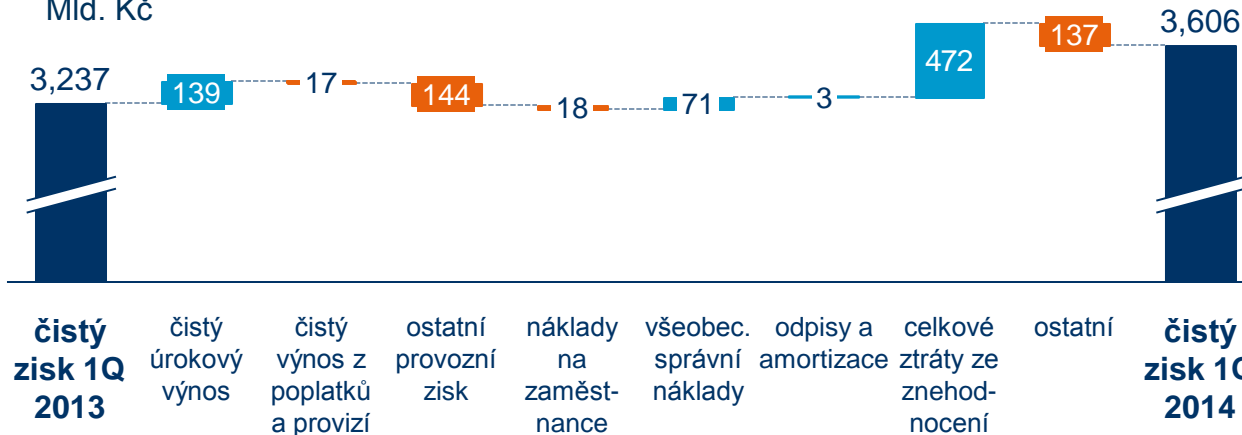 Mld. Kč
3,237
139
17
144
18
71
3
472
137
3,606
čistý
zisk 1Q
2013
čistý
úrokový
výnos
čistý
výnos z
poplatků
a provizí
ostatní
provozní
zisk
náklady
na
zaměst-
nance
všeobec.
správní
náklady
odpisy a
amortizace
celkové
ztráty ze
znehod-
nocení
ostatní
čistý
zisk 1Q
2014